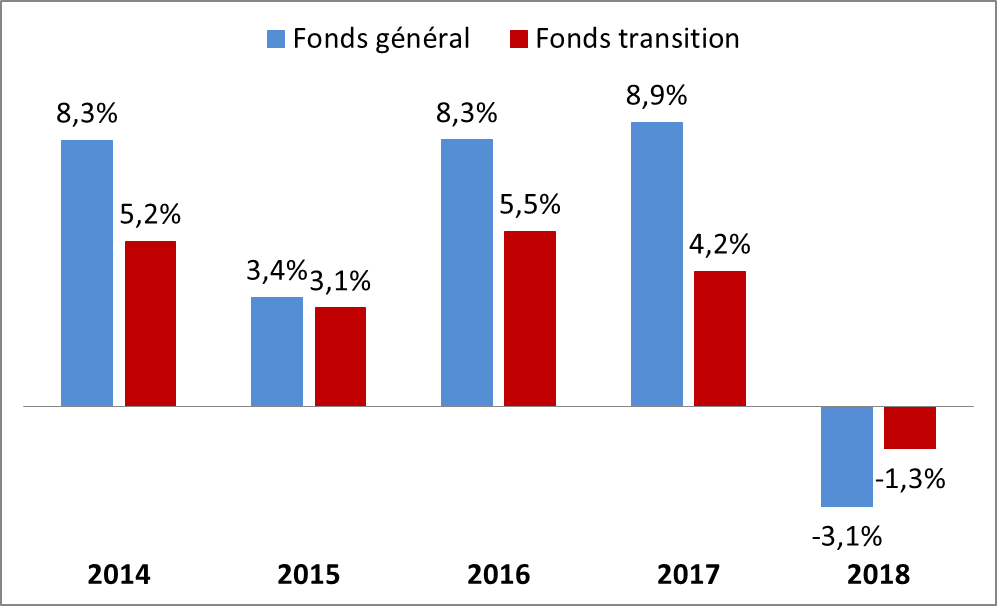 Fonds général Fonds transition
8,3% 5,2% 3,4% 3,1% 8,3% 5,5% 8,9% 4,2%
-3,1% -1,3%
2014 2015 2016 2017 2018